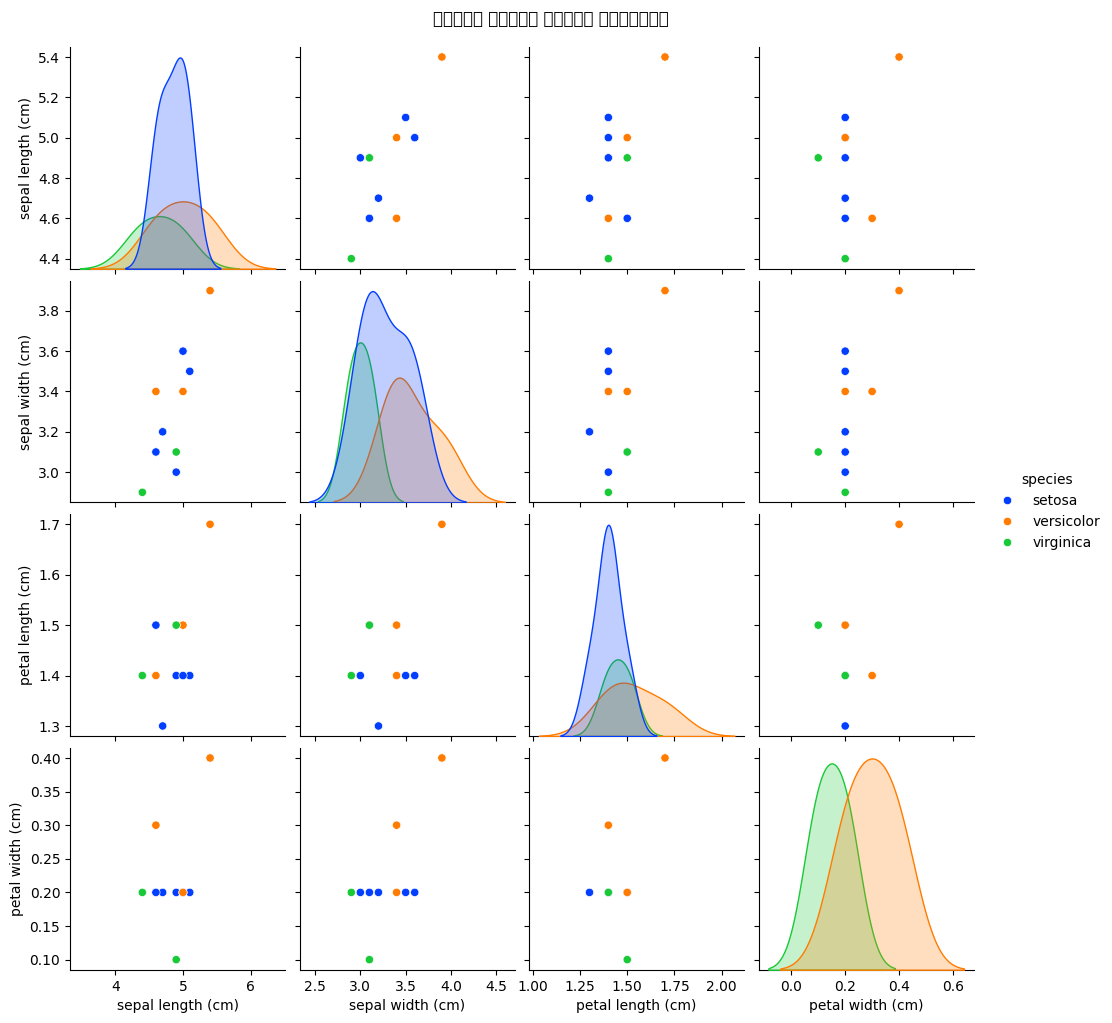 sepal length (cm)
5.4
5.2
5.0
4.8
4.6
4.4
sepal width (cm)
3.8
3.6
3.4
3.2
3.0
petal length (cm)
1.7
1.6
1.5
1.4
1.3
petal width (cm)
0.40
0.35
0.30
0.25
0.20
0.15
0.10
4 5 6
2.5 3.0 3.5 4.0 4.5
1.00 1.25 1.50 1.75 2.00
0.0 0.2 0.4 0.6
sepal length (cm) sepal width (cm) petal length (cm) petal width (cm)
species
setosa
versicolor
virginica